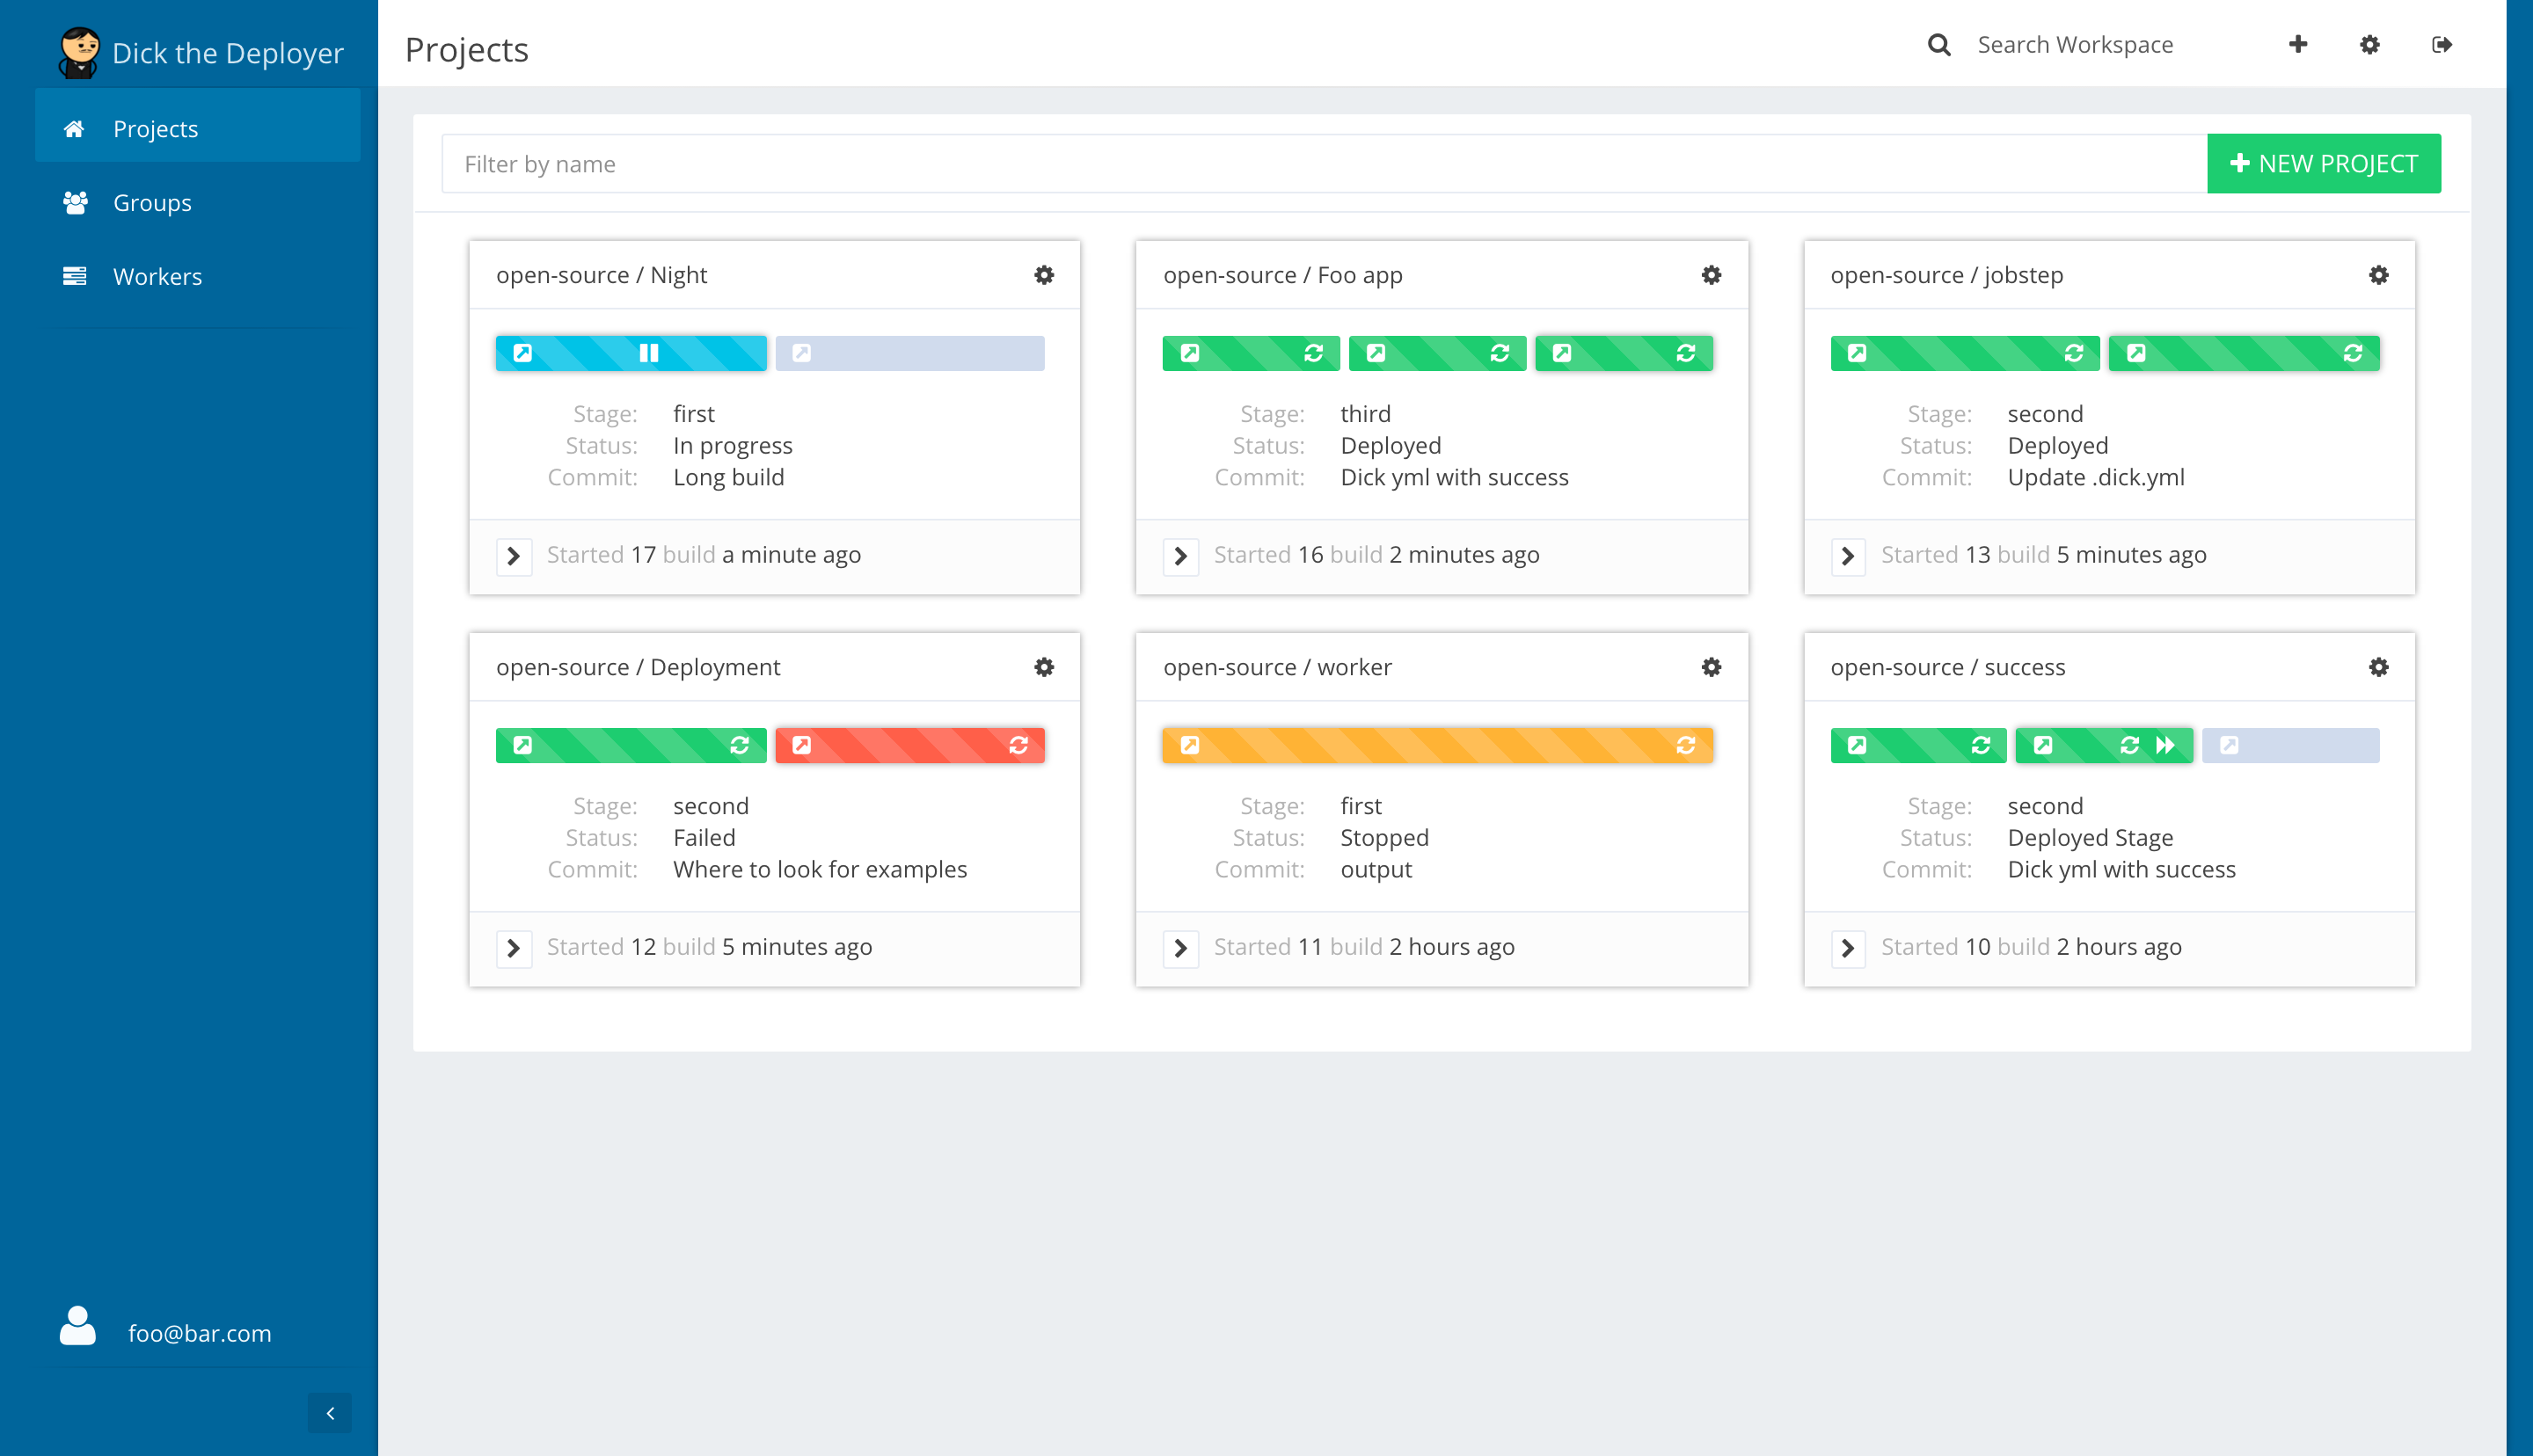 Dick the Deployer
Projects
Groups
Workers
foo@bar.com
Projects
Search Workspace
Filter by name
NEW PROJECT
open-source / Night
Stage: first
Status: In progress
Commit: Long build
Started 17 build a minute ago
open-source / Foo app
Stage: third
Status: Deployed
Commit: Dick yml with success
Started 16 build 2 minutes ago
open-source / jobstep
Stage: second
Status: Deployed
Commit: Update .dick.yml
Started 13 build 5 minutes ago
open-source / Deployment
Stage: second
Status: Failed
Commit: Where to look for examples
Started 12 build 5 minutes ago
open-source / worker
Stage: first
Status: Stopped
Commit: output
Started 11 build 2 hours ago
open-source / success
Stage: second
Status: Deployed Stage
Commit: Dick yml with success
Started 10 build 2 hours ago